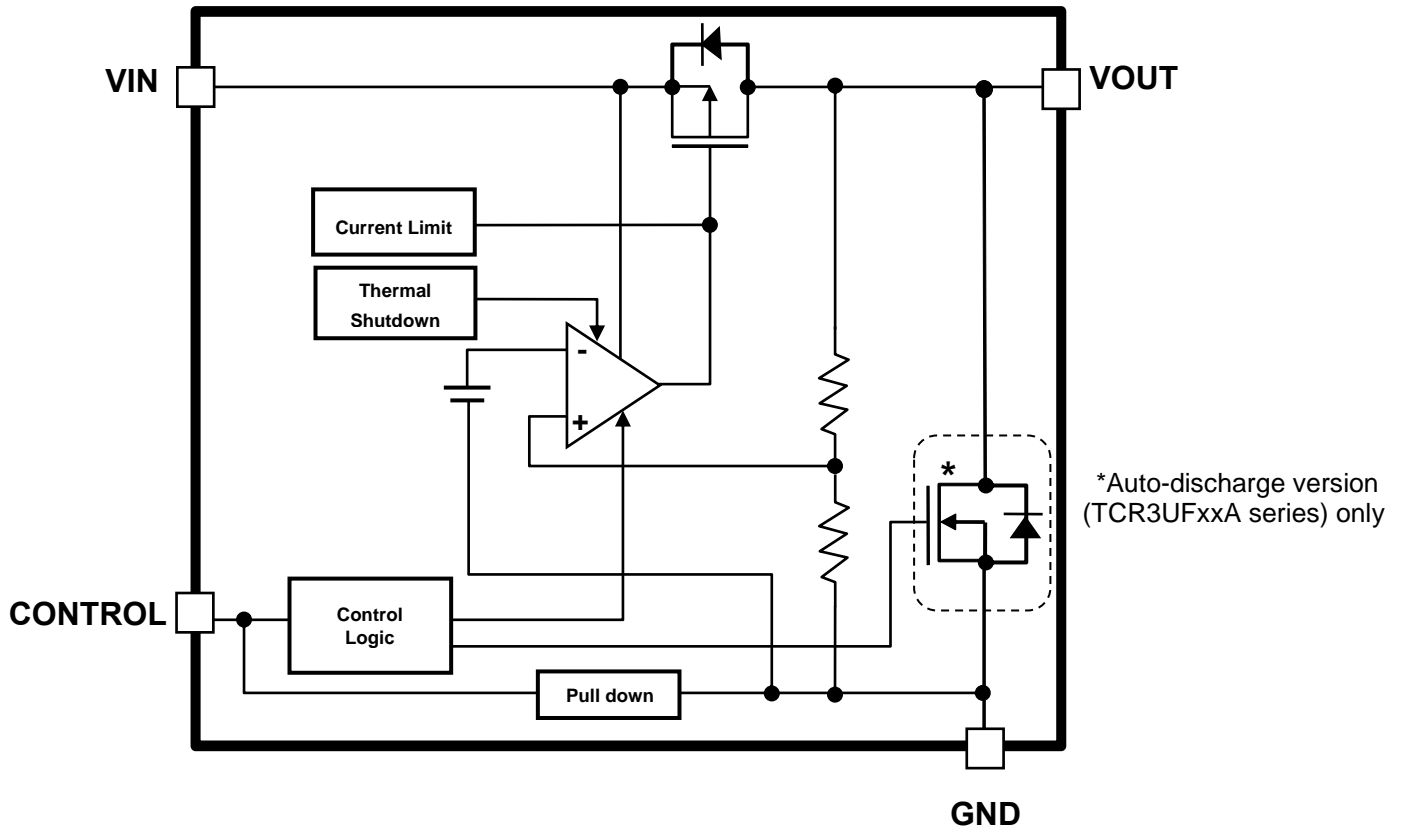 VIN
VOUT
Current Limit
Thermal
Shutdown
-
+
*
*Auto-discharge version
(TCR3UFxxA series) only
CONTROL
Control
Logic
Pull down
GND